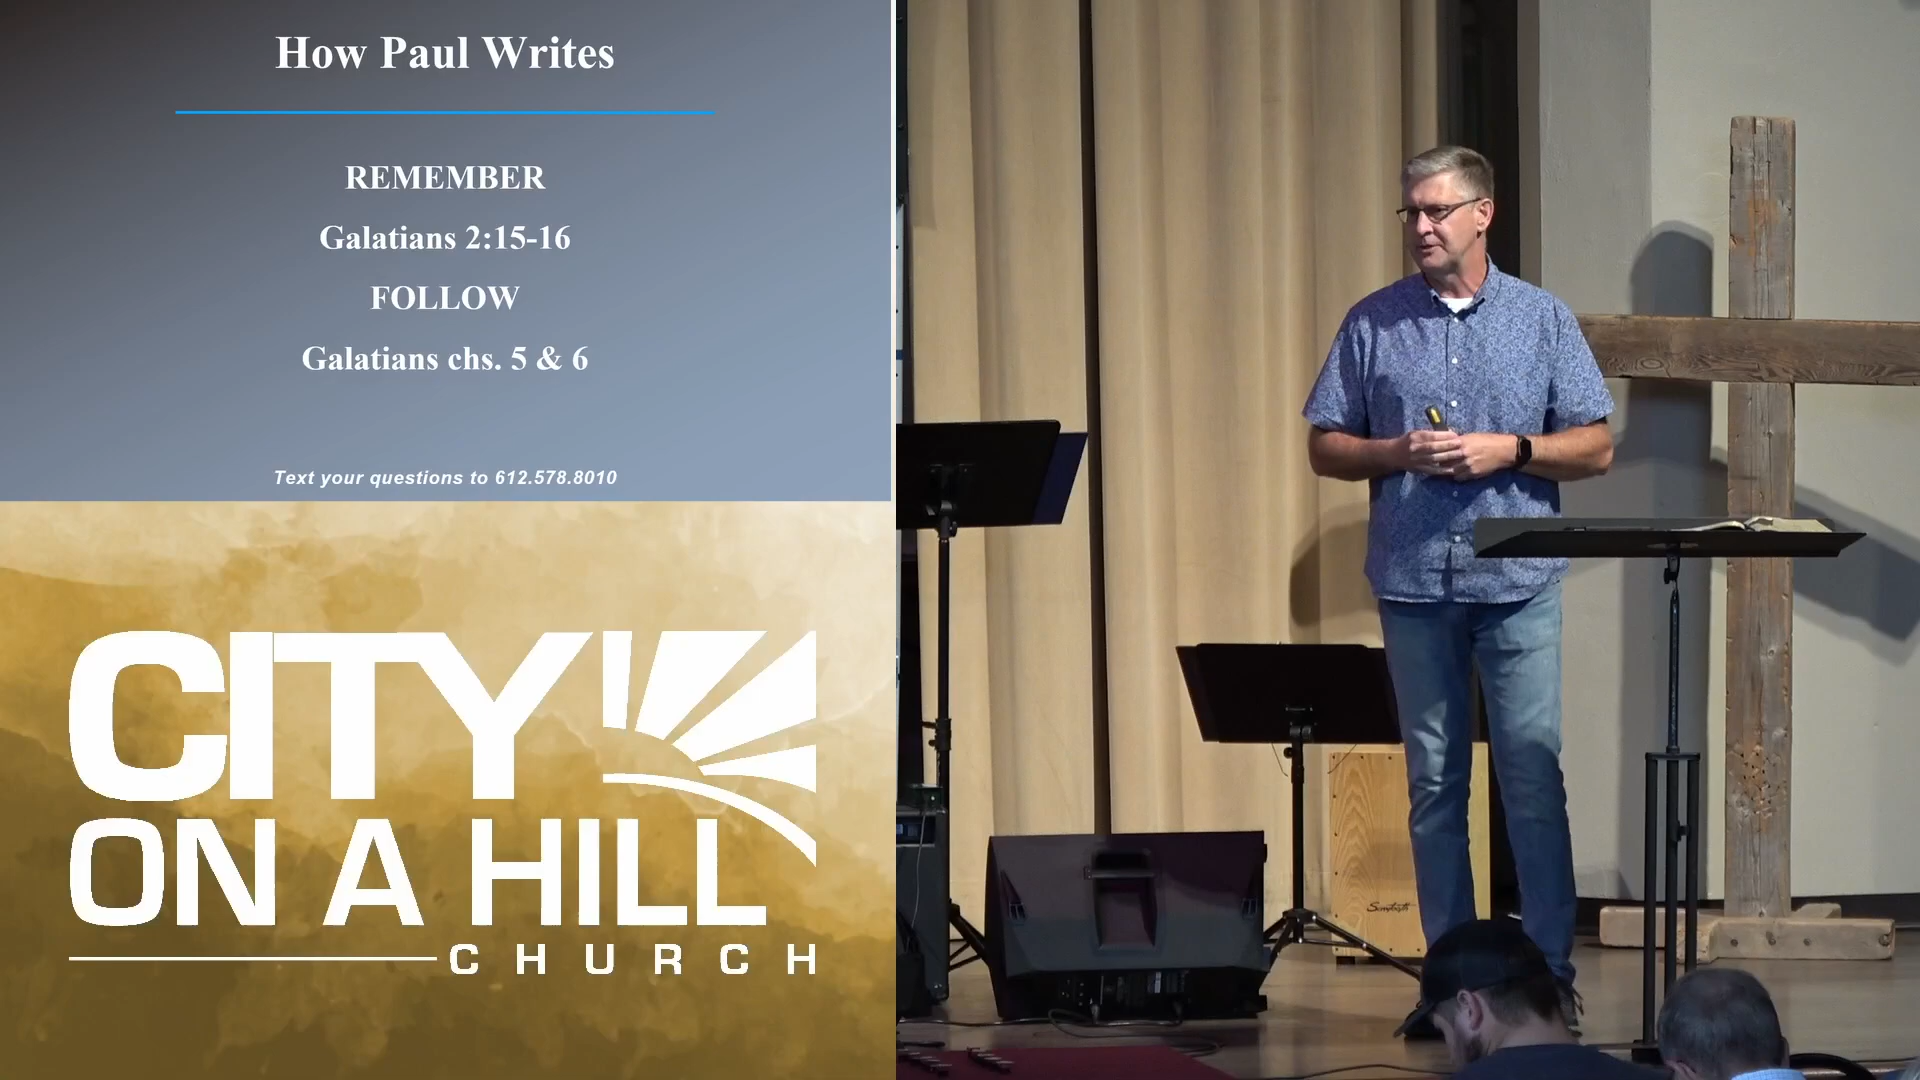 How Paul Writes
REMEMBER
Galatians 2:15-16
FOLLOW
Galatians chs. 5 & 6
Text your questions to 612.578.8010
CITY
ON A HILL
CHURCH
Sawtooth